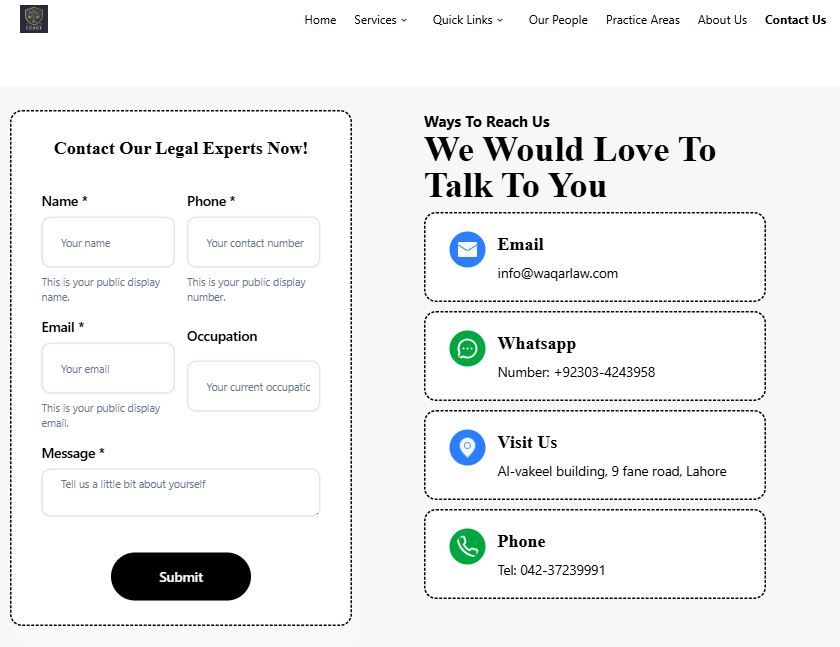 Home Services Quick Links Our People Practice Areas About Us Contact Us
Contact Our Legal Experts Now!
Name * Phone *
Your name Your contact number
This is your public display This is your public display
name. number.
Email * Occupation
Your email Your current occupatic
This is your public display
email.
Message *
Tell us a little bit about yourself
Submit
Ways To Reach Us
We Would Love To
Talk To You
Email
info@waqarlaw.com
Whatsapp
Number: +92303-4243958
Visit Us
Al-vakeel building, 9 fane road, Lahore
Phone
Tel: 042-37239991